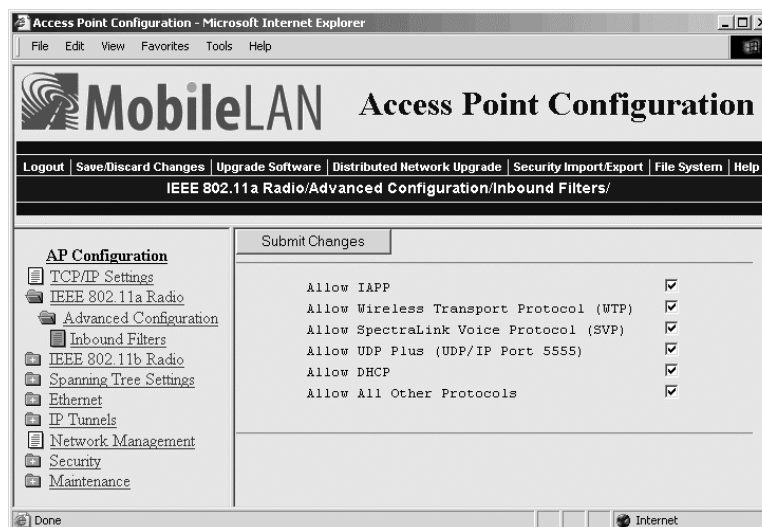 Access Point Configuration - Microsoft Internet Explorer
File Edit View Favorites Tools Help
MobileLAN Access Point Configuration
Logout | Save/Discard Changes | Upgrade Software | Distributed Network Upgrade | Security Import/Export | File System | Help
IEEE 802.11a Radio/Advanced Configuration/Inbound Filters/
AP Configuration
TCP/IP Settings
IEEE 802.11a Radio
Advanced Configuration
Inbound Filters
IEEE 802.11b Radio
Spanning Tree Settings
Ethernet
IP Tunnels
Network Management
Security
Maintenance
Submit Changes
Allow IAPP
Allow Wireless Transport Protocol (WTP)
Allow SpectraLink Voice Protocol (SVP)
Allow UDP Plus (UDP/IP Port 5555)
Allow DHCP
Allow All Other Protocols
Done Internet